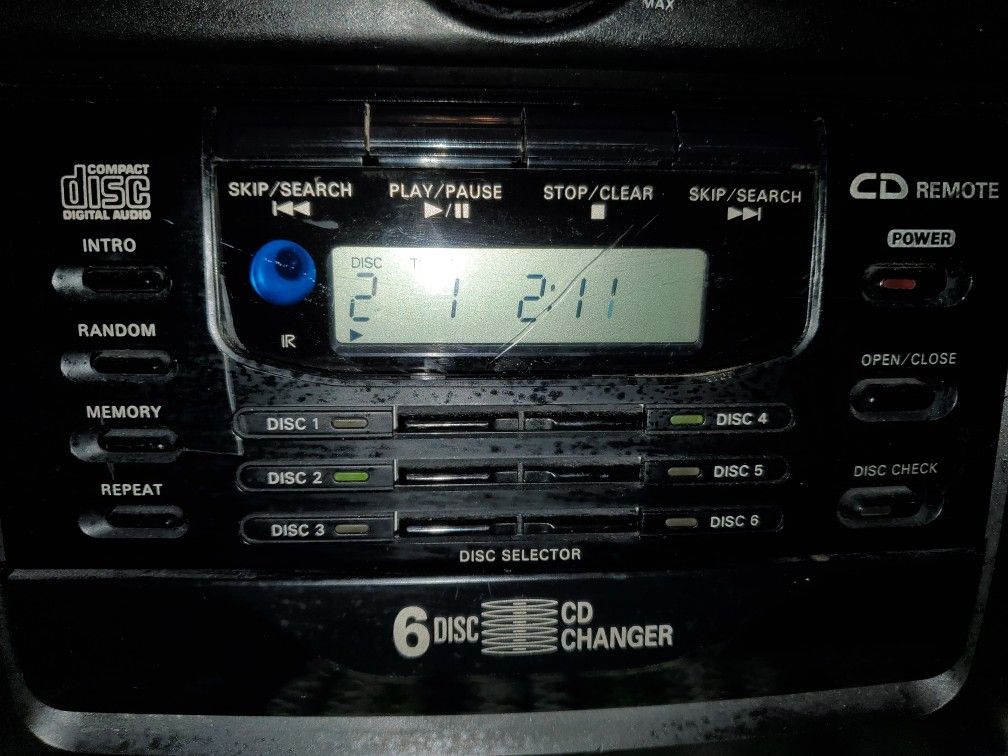 MAX
COMPACT
disc
DIGITAL AUDIO
SKIP/SEARCH
PLAY/PAUSE
STOP/CLEAR
SKIP/SEARCH
CD REMOTE
POWER
INTRO
RANDOM
MEMORY
REPEAT
DISC
2 1 2:11
IR
OPEN/CLOSE
DISC CHECK
DISC 1
DISC 4
DISC 2
DISC 5
DISC 3
DISC 6
DISC SELECTOR
6 DISC CD
CHANGER